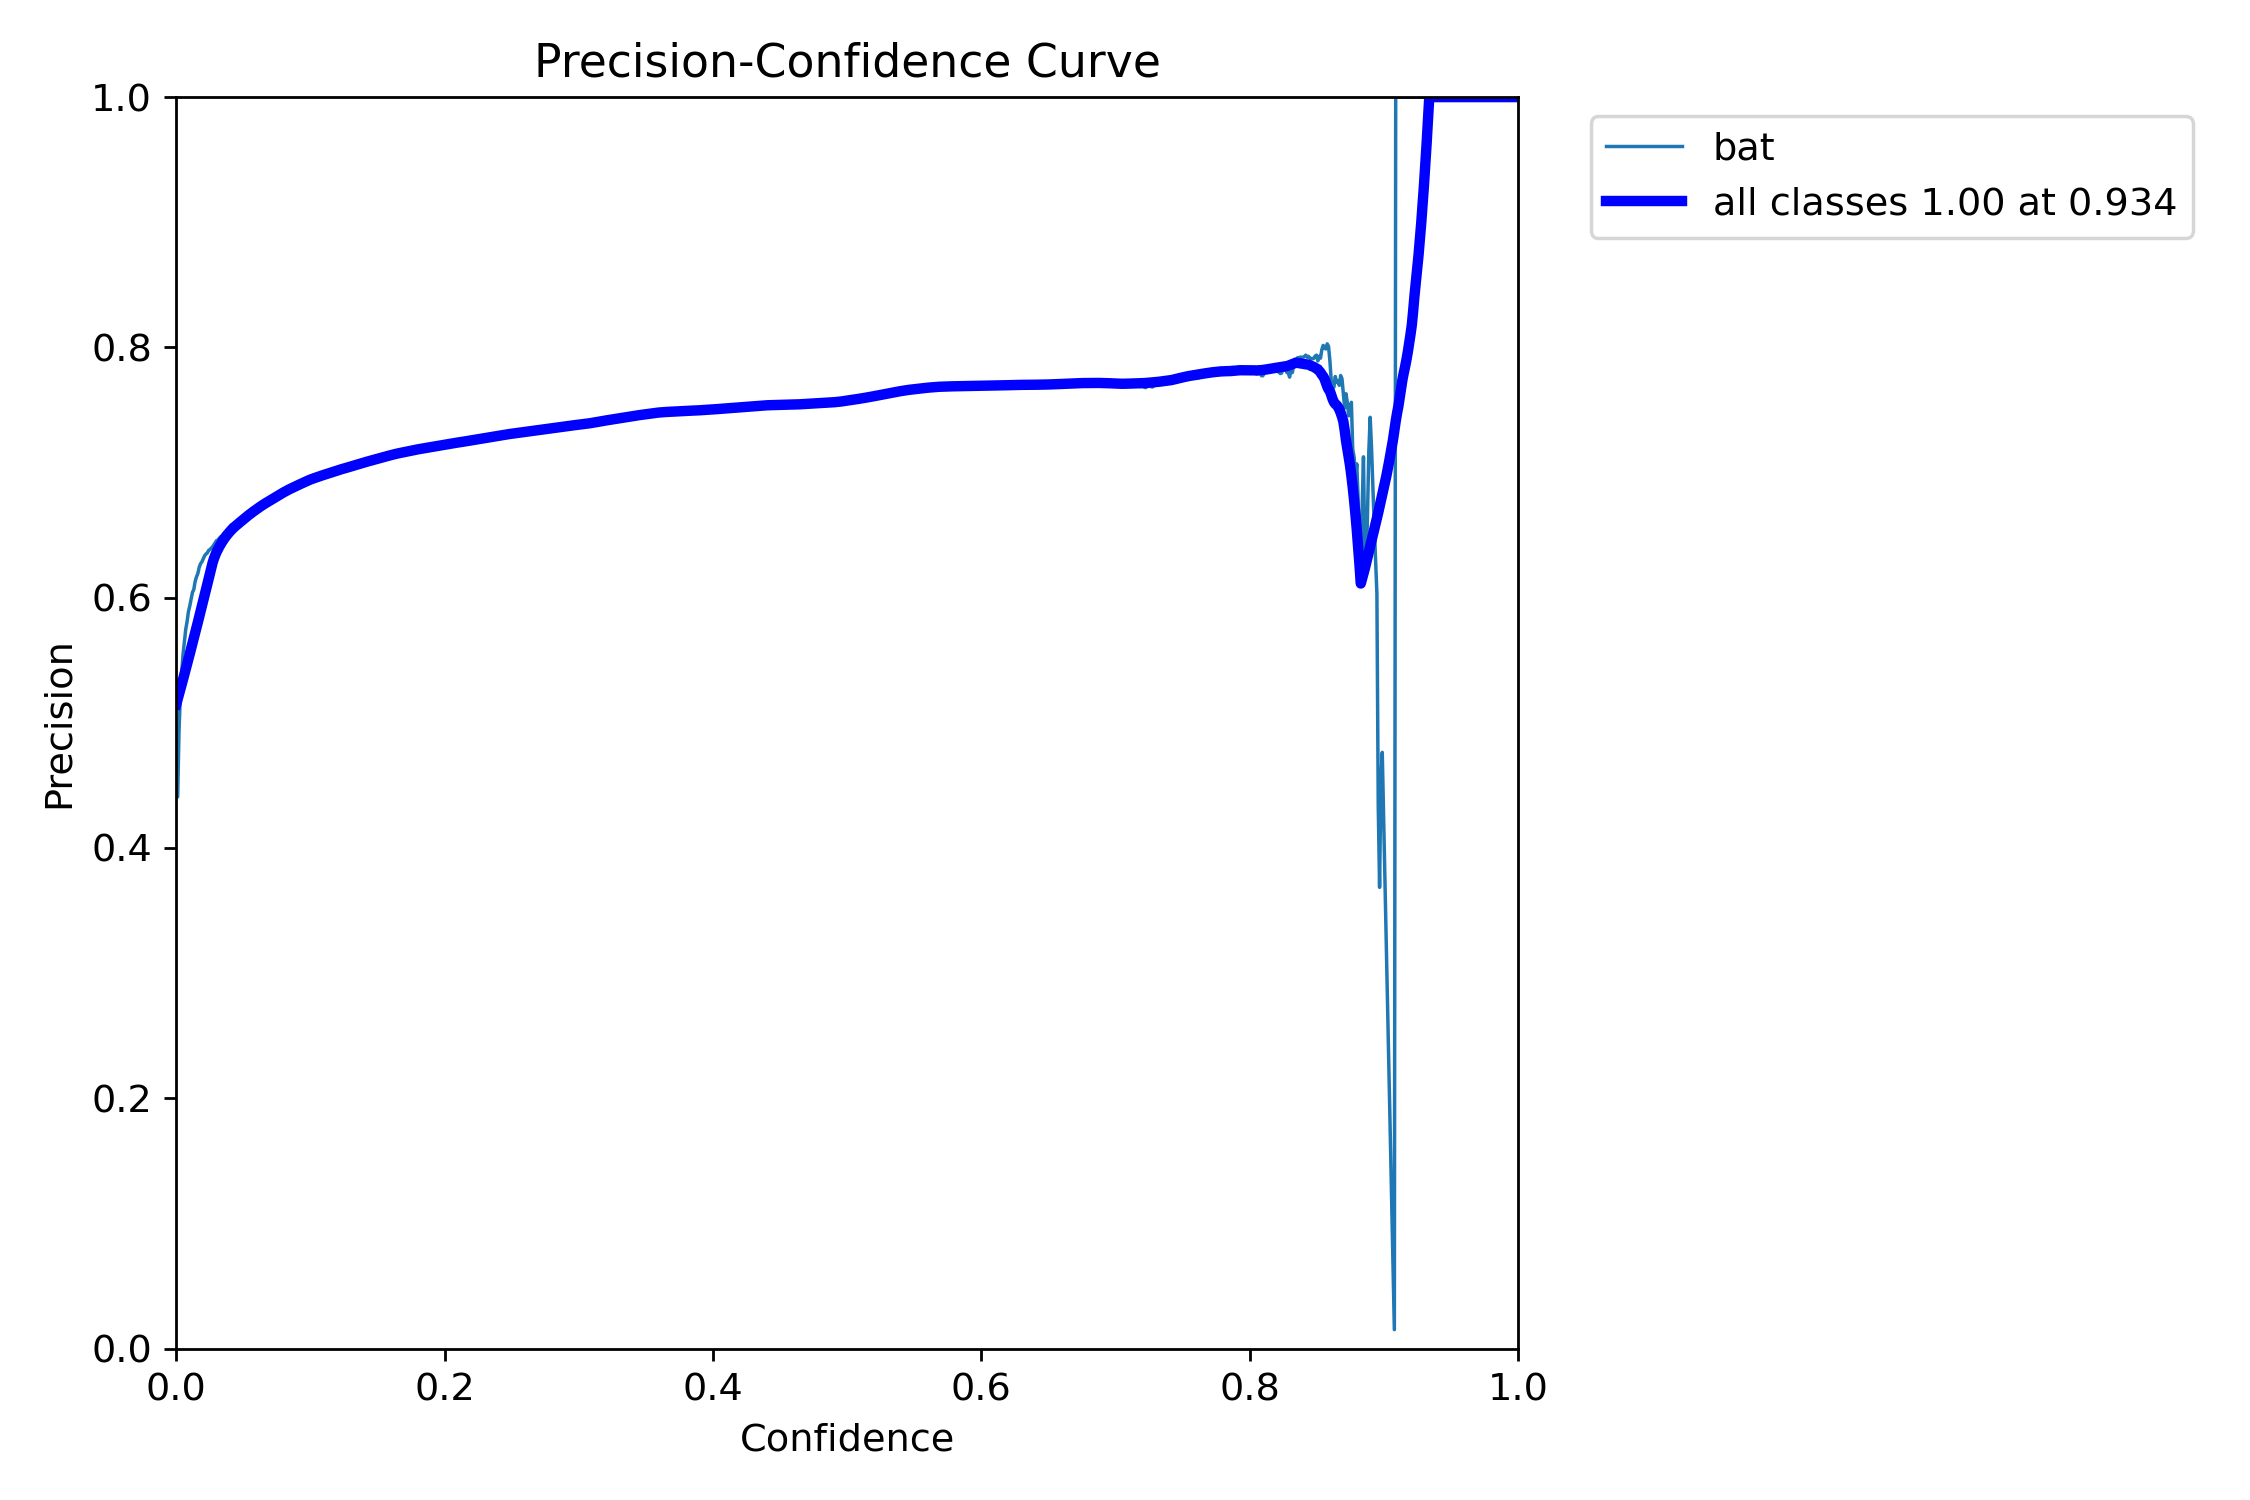 Precision-Confidence Curve
1.0
0.8
0.6
0.4
0.2
0.0
Precision
0.0 0.2 0.4 0.6 0.8 1.0
Confidence
bat
all classes 1.00 at 0.934